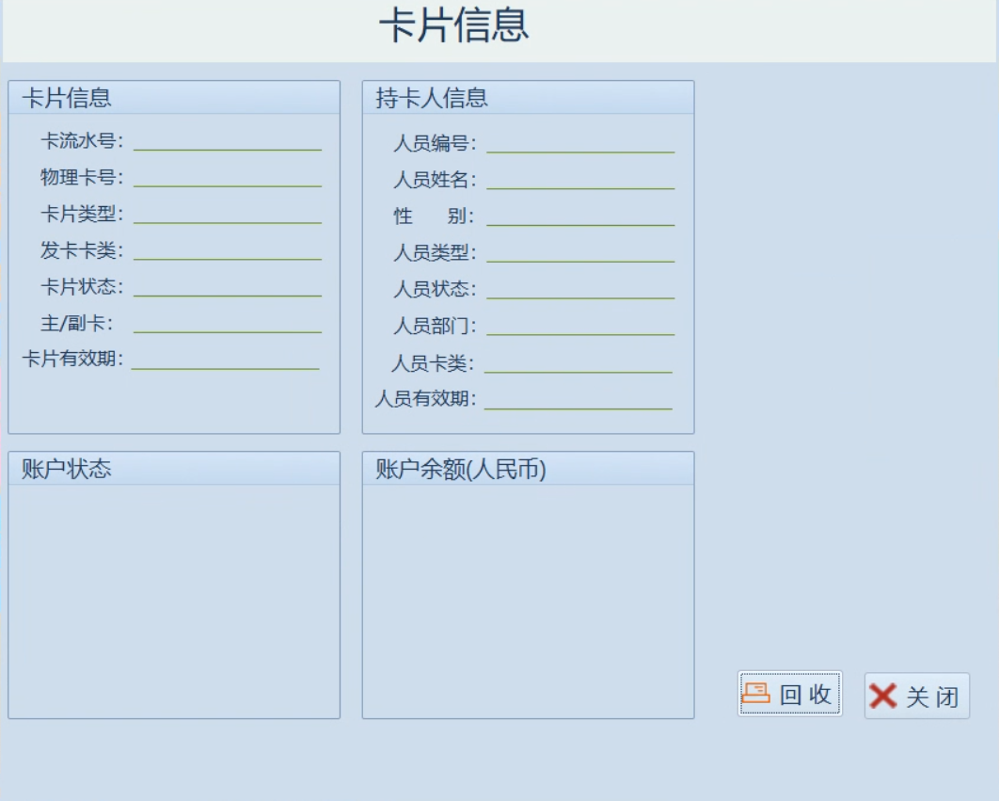 卡片信息
卡片信息
卡流水号：
物理卡号：
卡片类型：
发卡卡类：
卡片状态：
主/副卡：
卡片有效期：
持卡人信息
人员编号：
人员姓名：
性 别：
人员类型：
人员状态：
人员部门：
人员卡类：
人员有效期：
账户状态
账户余额(人民币)
回 收
关 闭